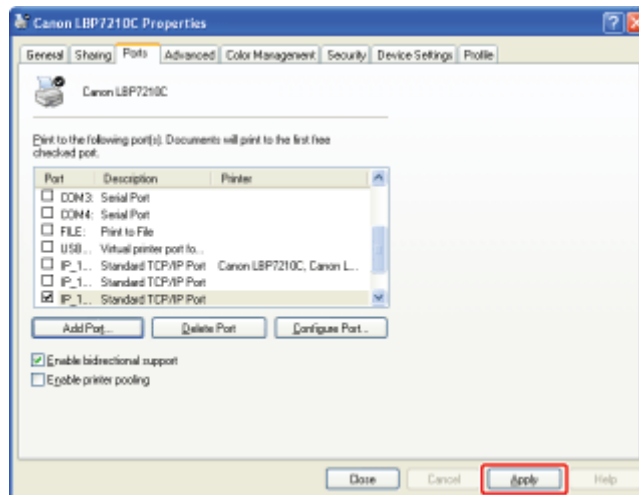 Canon LBP7210C Properties
General Sharing Ports Advanced Color Management Security Device Settings Profile
Canon LBP7210C
Print to the following port(s). Documents will print to the first free
checked port.
Port Description Printer
COM3: Serial Port
COM4: Serial Port
FILE: Print to File
USB... Virtual printer port fo...
IP_1... Standard TCP/IP Port Canon LBP7210C, Canon L...
IP_1... Standard TCP/IP Port
IP_1... Standard TCP/IP Port
Add Port... Delete Port Configure Port...
Enable bidirectional support
Enable printer pooling
Close Cancel Apply Help